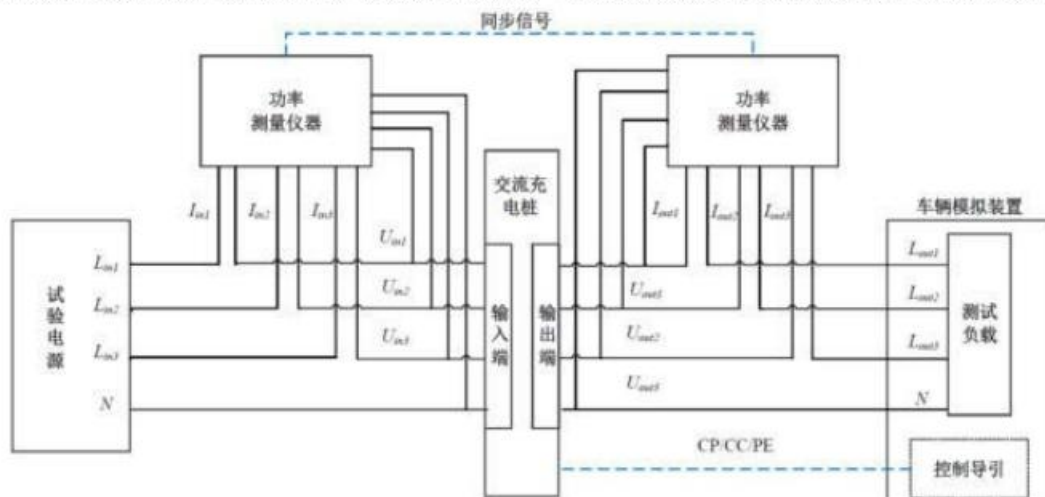 同步信号
功率
测量仪器
功率
测量仪器
交流充
电桩
车辆模拟装置
I_in1
I_in2
I_in3
I_out1
I_out2
I_out3
U_in1
U_in2
U_in3
U_out3
U_out2
U_out3
试验电源
L_in1
L_in2
L_in3
N
输入端
输出端
L_out1
L_out2
L_out3
N
测试
负载
CP/CC/PE
控制导引